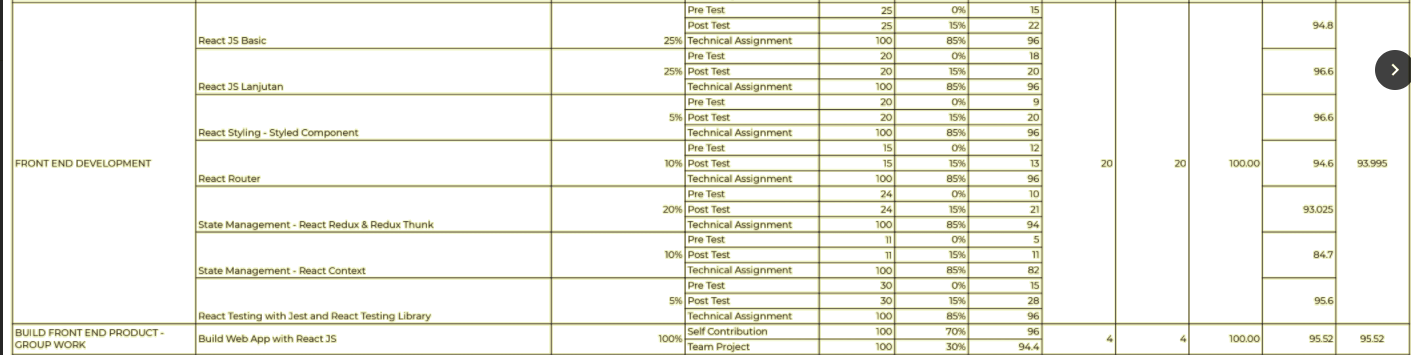 Pre Test 25 0% 15
Post Test 25 15% 22 94.8
React JS Basic 25% Technical Assignment 100 85% 96
Pre Test 20 0% 18
25% Post Test 20 15% 20 96.6
React JS Lanjutan Technical Assignment 100 85% 96
Pre Test 20 0% 9
5% Post Test 20 15% 20 96.6
React Styling - Styled Component Technical Assignment 100 85% 96
Pre Test 15 0% 12
FRONT END DEVELOPMENT 10% Post Test 15 15% 13 20 20 100.00 94.6 93.995
React Router Technical Assignment 100 85% 96
Pre Test 24 0% 10
20% Post Test 24 15% 21 93.025
State Management - React Redux & Redux Thunk Technical Assignment 100 85% 94
Pre Test 11 0% 5
10% Post Test 11 15% 11 84.7
State Management - React Context Technical Assignment 100 85% 82
Pre Test 30 0% 15
5% Post Test 30 15% 28 95.6
React Testing with Jest and React Testing Library Technical Assignment 100 85% 96
BUILD FRONT END PRODUCT - Self Contribution 100 70% 96
GROUP WORK Build Web App with React JS 100% 4 4 100.00 95.52 95.52
Team Project 100 30% 94.4